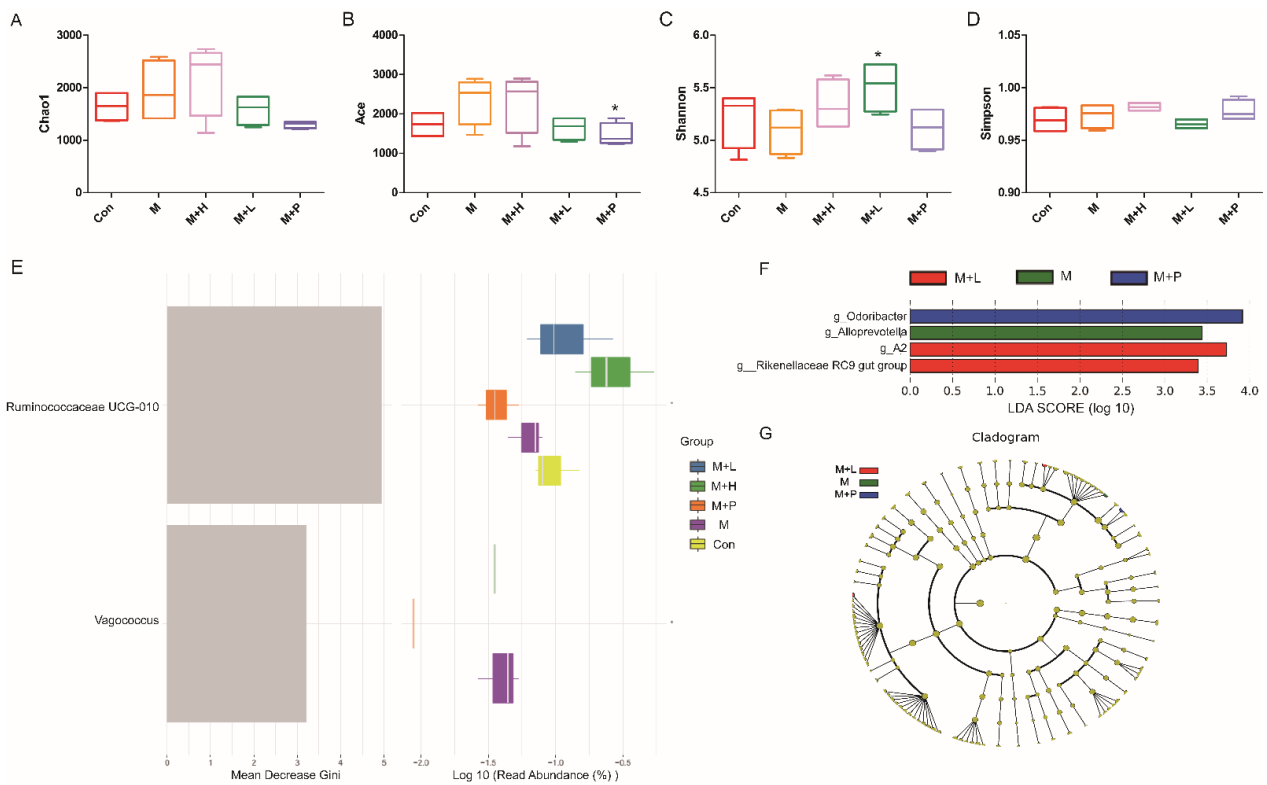 A
Chao1
3000
2000
1000
0
Con
M
M+H
M+L
M+P
B
Ace
4000
3000
2000
1000
0
*
Con
M
M+H
M+L
M+P
C
Shannon
6.0
5.5
5.0
4.5
*
Con
M
M+H
M+L
M+P
D
Simpson
1.05
1.00
0.95
0.90
Con
M
M+H
M+L
M+P
E
Ruminococcaceae UCG-010
Vagococcus
0 1 2 3 4 5
Mean Decrease Gini
-2.0 -1.5 -1.0 -0.5
Log 10 (Read Abundance (%) )
Group
M+L
M+H
M+P
M
Con
F
M+L M M+P
g_Odoribacter
g_Alloprevotella
g_A2
g__Rikenellaceae RC9 gut group
0.0 0.5 1.0 1.5 2.0 2.5 3.0 3.5 4.0
LDA SCORE (log 10)
G
Cladogram
M+L
M
M+P